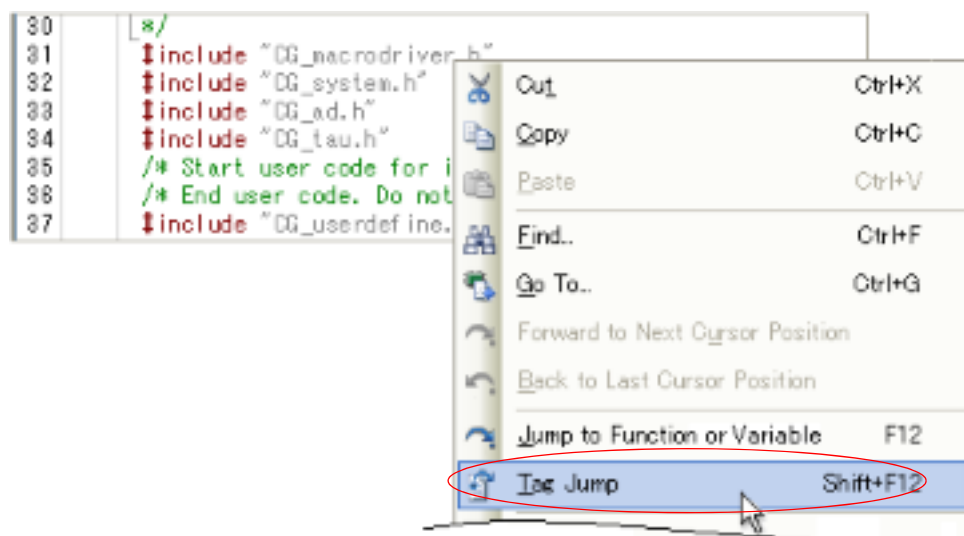 30 */
31 #include "CG_macrodriver.h"
32 #include "CG_system.h"
33 #include "CG_ad.h"
34 #include "CG_tau.h"
35 /* Start user code for i
36 /* End user code. Do not
37 #include "CG_userdefine.
Cut Ctrl+X
Copy Ctrl+C
Paste Ctrl+V
Find.. Ctrl+F
Go To.. Ctrl+G
Forward to Next Cursor Position
Back to Last Cursor Position
Jump to Function or Variable F12
Tag Jump Shift+F12